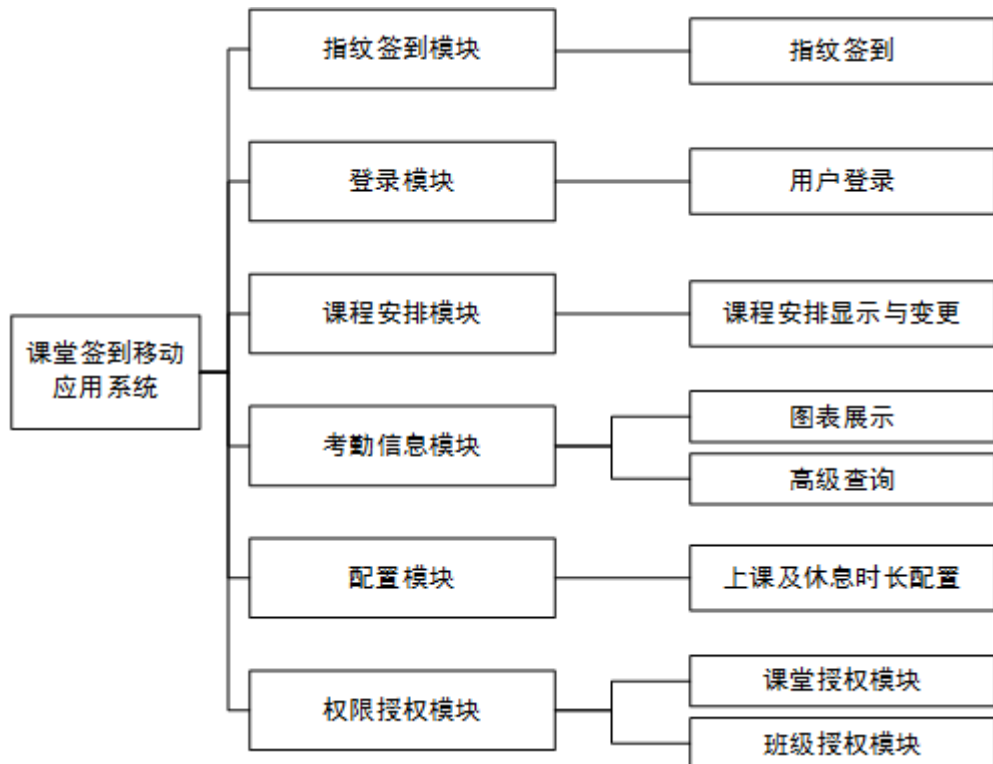 指纹签到模块
指纹签到
登录模块
用户登录
课程安排模块
课程安排显示与变更
课堂签到移动
应用系统
考勤信息模块
图表展示
高级查询
配置模块
上课及休息时长配置
权限授权模块
课堂授权模块
班级授权模块